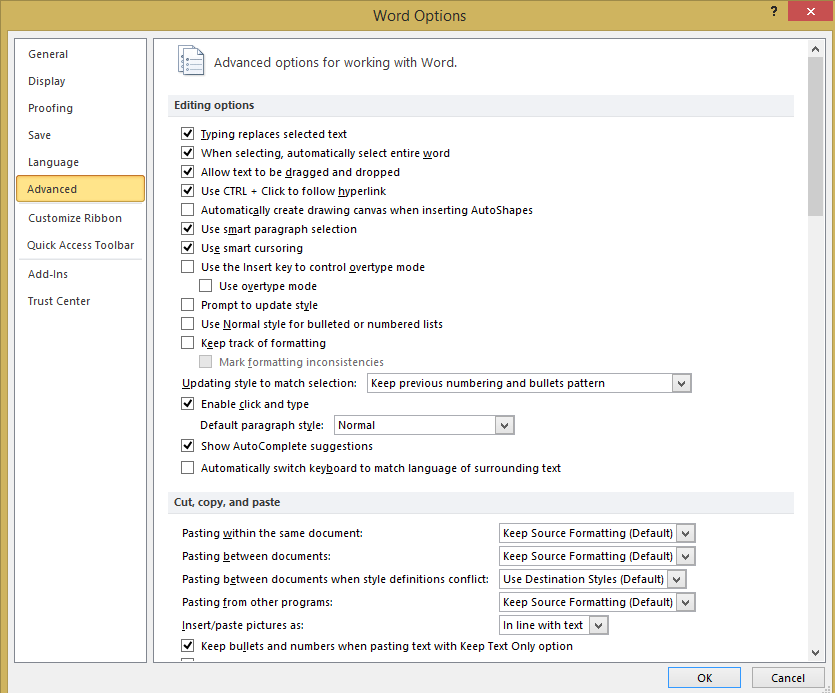 Word Options
?
General
Display
Proofing
Save
Language
Advanced
Customize Ribbon
Quick Access Toolbar
Add-Ins
Trust Center
Advanced options for working with Word.
Editing options
Typing replaces selected text
When selecting, automatically select entire word
Allow text to be dragged and dropped
Use CTRL + Click to follow hyperlink
Automatically create drawing canvas when inserting AutoShapes
Use smart paragraph selection
Use smart cursoring
Use the Insert key to control overtype mode
Use overtype mode
Prompt to update style
Use Normal style for bulleted or numbered lists
Keep track of formatting
Mark formatting inconsistencies
Updating style to match selection: Keep previous numbering and bullets pattern
Enable click and type
Default paragraph style: Normal
Show AutoComplete suggestions
Automatically switch keyboard to match language of surrounding text
Cut, copy, and paste
Pasting within the same document: Keep Source Formatting (Default)
Pasting between documents: Keep Source Formatting (Default)
Pasting between documents when style definitions conflict: Use Destination Styles (Default)
Pasting from other programs: Keep Source Formatting (Default)
Insert/paste pictures as: In line with text
Keep bullets and numbers when pasting text with Keep Text Only option
OK Cancel